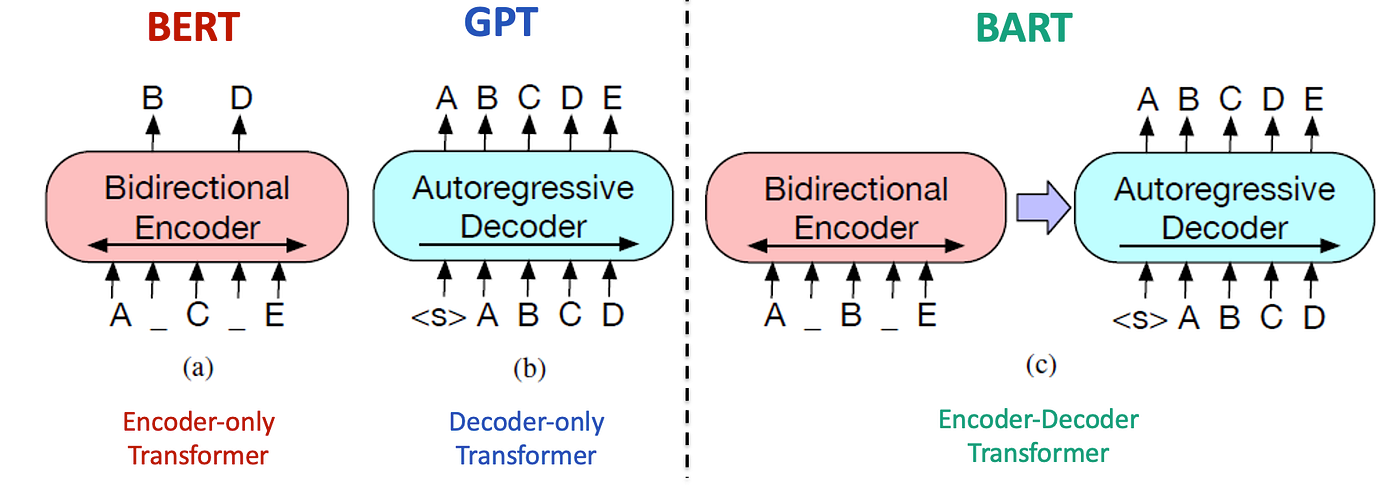 BERT
GPT
BART
B D
A B C D E
A B C D E
Bidirectional
Encoder
Autoregressive
Decoder
Bidirectional
Encoder
Autoregressive
Decoder
A _ C _ E
<s> A B C D
A _ B _ E
<s> A B C D
(a)
(b)
(c)
Encoder-only
Transformer
Decoder-only
Transformer
Encoder-Decoder
Transformer